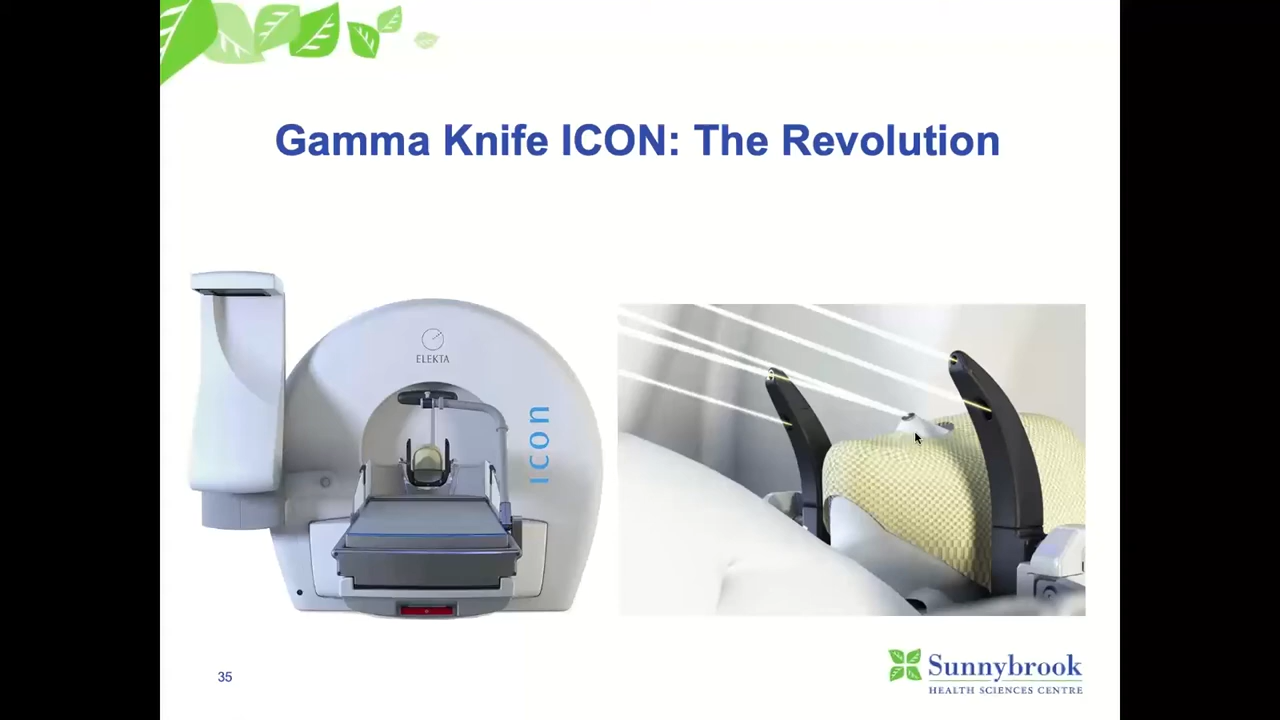 Gamma Knife ICON: The Revolution
ELEKTA
icon
35
Sunnybrook
HEALTH SCIENCES CENTRE